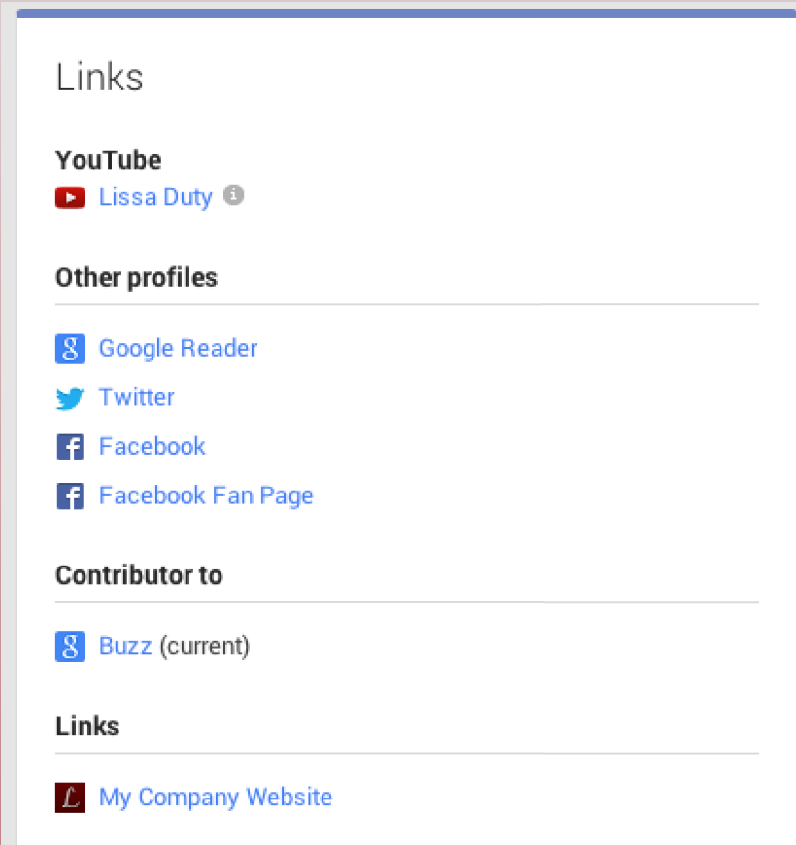 Links
YouTube
Lissa Duty
Other profiles
Google Reader
Twitter
Facebook
Facebook Fan Page
Contributor to
Buzz (current)
Links
My Company Website